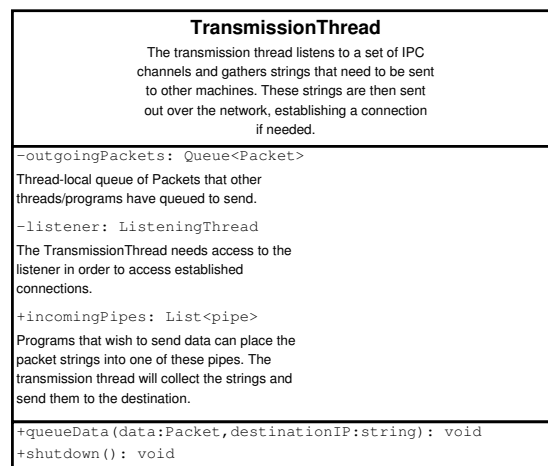 TransmissionThread
The transmission thread listens to a set of IPC
channels and gathers strings that need to be sent
to other machines. These strings are then sent
out over the network, establishing a connection
if needed.
-outgoingPackets: Queue<Packet>
Thread-local queue of Packets that other
threads/programs have queued to send.
-listener: ListeningThread
The TransmissionThread needs access to the
listener in order to access established
connections.
+incomingPipes: List<pipe>
Programs that wish to send data can place the
packet strings into one of these pipes. The
transmission thread will collect the strings and
send them to the destination.
+queueData(data:Packet,destinationIP:string): void
+shutdown(): void